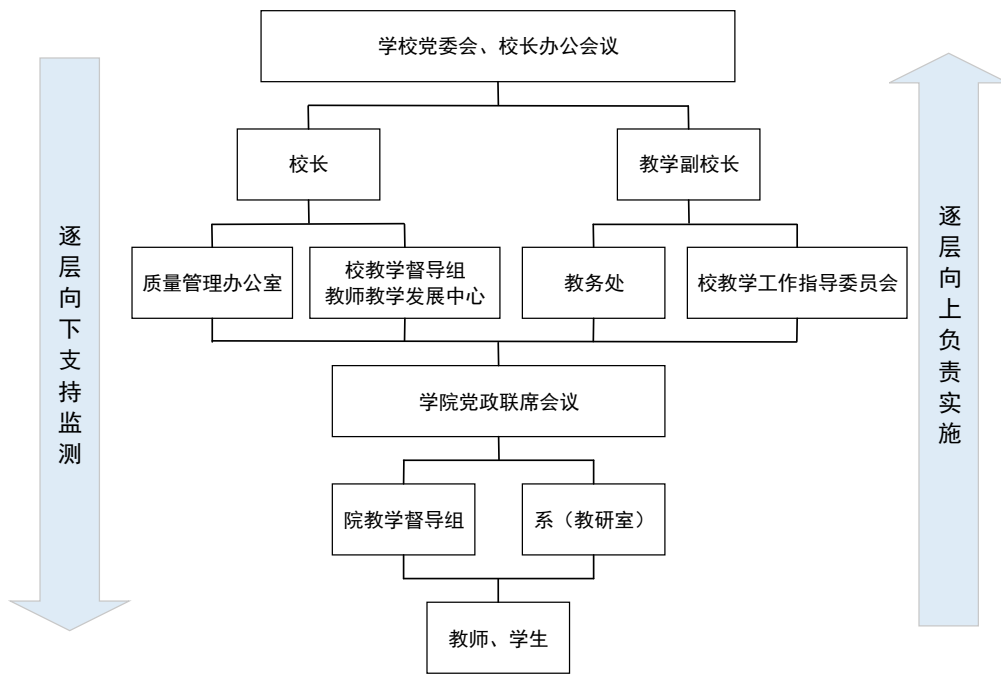 学校党委会、校长办公会议
校长
教学副校长
质量管理办公室
校教学督导组
教师教学发展中心
教务处
校教学工作指导委员会
学院党政联席会议
院教学督导组
系（教研室）
教师、学生
逐层向下支持监测
逐层向上负责实施